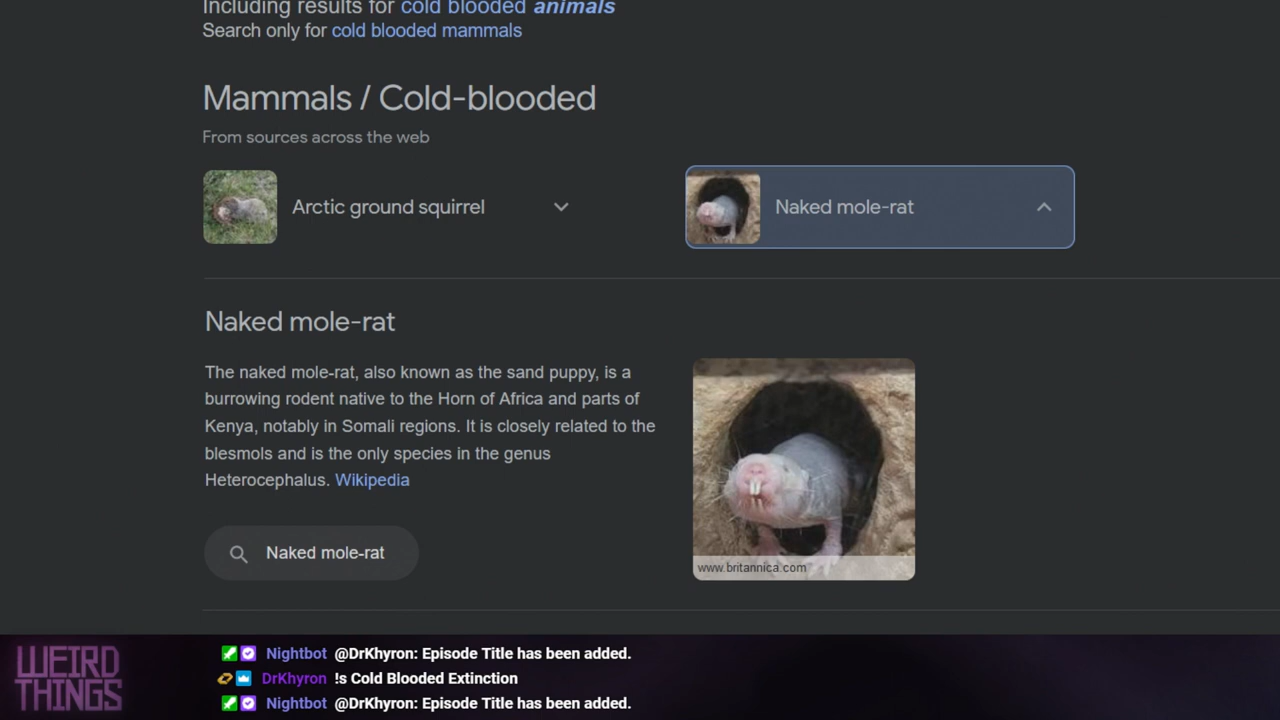 Including results for cold blooded animals
Search only for cold blooded mammals
Mammals / Cold-blooded
From sources across the web
Arctic ground squirrel
Naked mole-rat
Naked mole-rat
The naked mole-rat, also known as the sand puppy, is a
burrowing rodent native to the Horn of Africa and parts of
Kenya, notably in Somali regions. It is closely related to the
blesmols and is the only species in the genus
Heterocephalus. Wikipedia
www.britannica.com
Naked mole-rat
WEIRD
THINGS
Nightbot @DrKhyron: Episode Title has been added.
DrKhyron !s Cold Blooded Extinction
Nightbot @DrKhyron: Episode Title has been added.